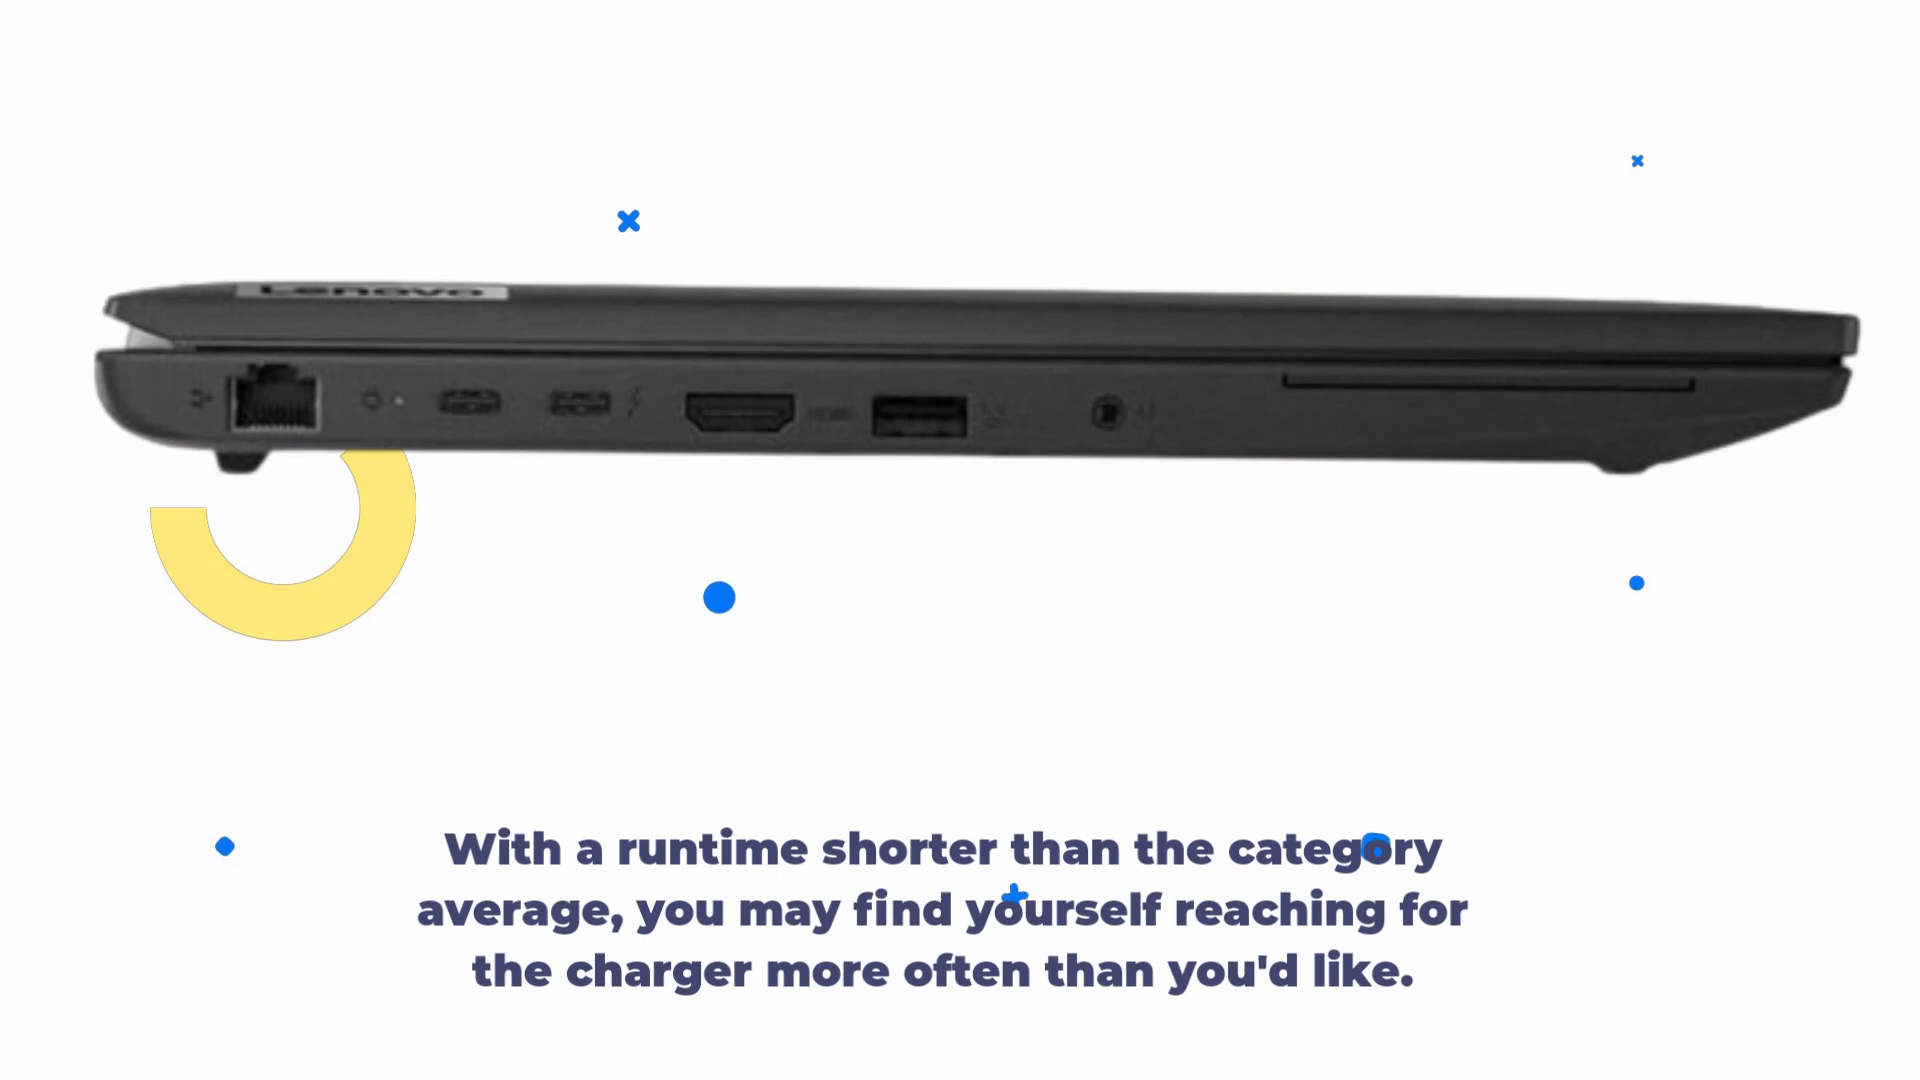 Lenovo
With a runtime shorter than the category
average, you may find yourself reaching for
the charger more often than you'd like.